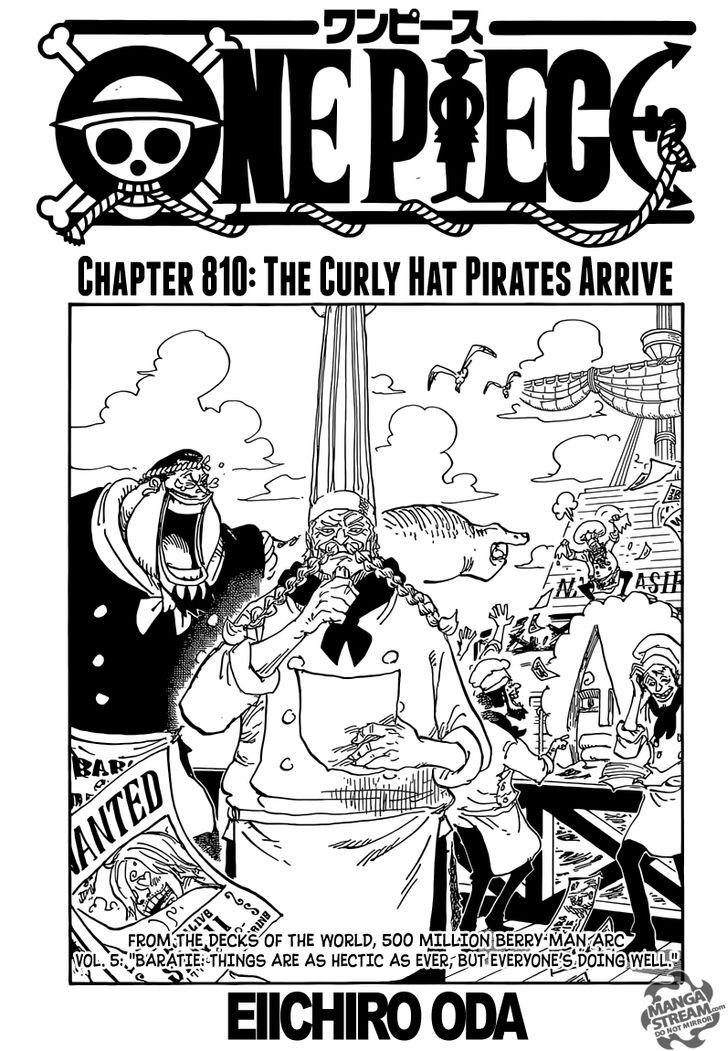 ワンピース
ONE PIECE
CHAPTER 810: THE CURLY HAT PIRATES ARRIVE
WANTED
FROM THE DECKS OF THE WORLD, 500 MILLION BERRY MAN ARC
VOL. 5: "BARATIE: THINGS ARE AS HECTIC AS EVER, BUT EVERYONE'S DOING WELL."
EIICHIRO ODA
MANGA
STREAM.com
DO NOT MIRROR